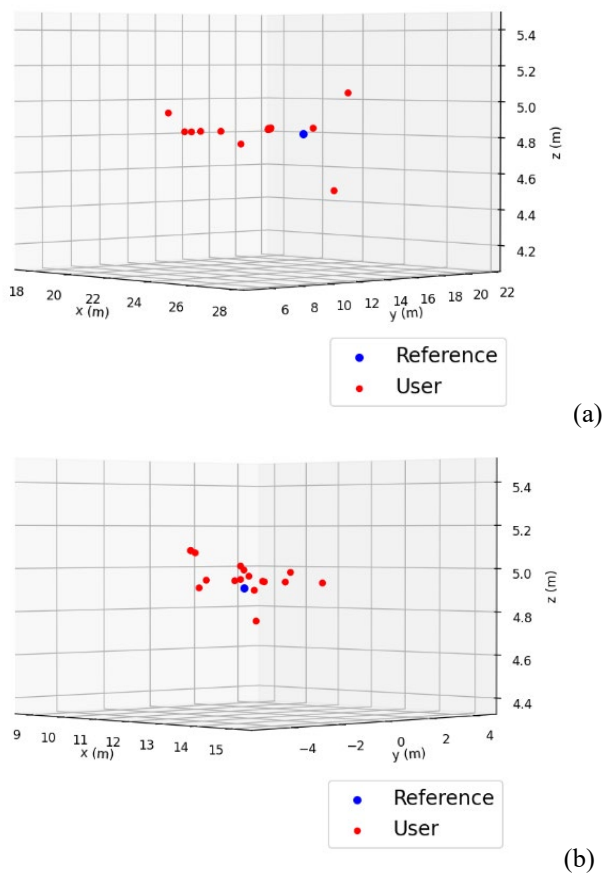 5.4
5.2
5.0
4.8
4.6
4.4
4.2
z (m)
18 20 22 24 26 28
x (m)
6 8 10 12 14 16 18 20 22
y (m)
Reference
User
(a)
5.4
5.2
5.0
4.8
4.6
4.4
z (m)
9 10 11 12 13 14 15
x (m)
−4 −2 0 2 4
y (m)
Reference
User
(b)